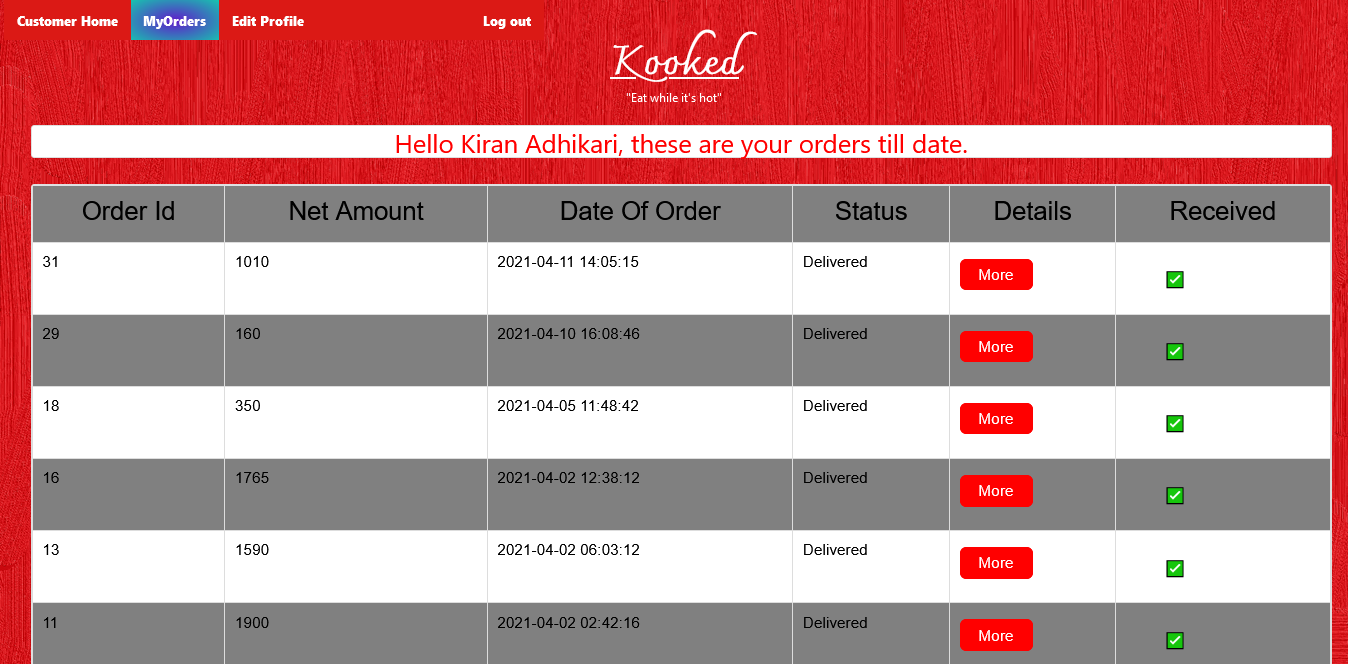 Customer Home MyOrders Edit Profile Log out
Kooked
"Eat while it's hot"
Hello Kiran Adhikari, these are your orders till date.
Order Id Net Amount Date Of Order Status Details Received
31 1010 2021-04-11 14:05:15 Delivered More
29 160 2021-04-10 16:08:46 Delivered More
18 350 2021-04-05 11:48:42 Delivered More
16 1765 2021-04-02 12:38:12 Delivered More
13 1590 2021-04-02 06:03:12 Delivered More
11 1900 2021-04-02 02:42:16 Delivered More